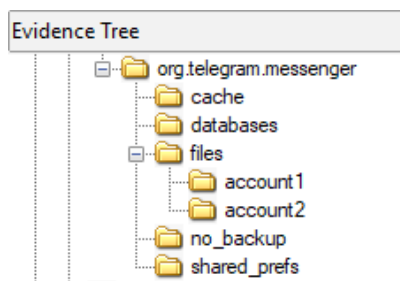 Evidence Tree
org.telegram.messenger
cache
databases
files
account1
account2
no_backup
shared_prefs